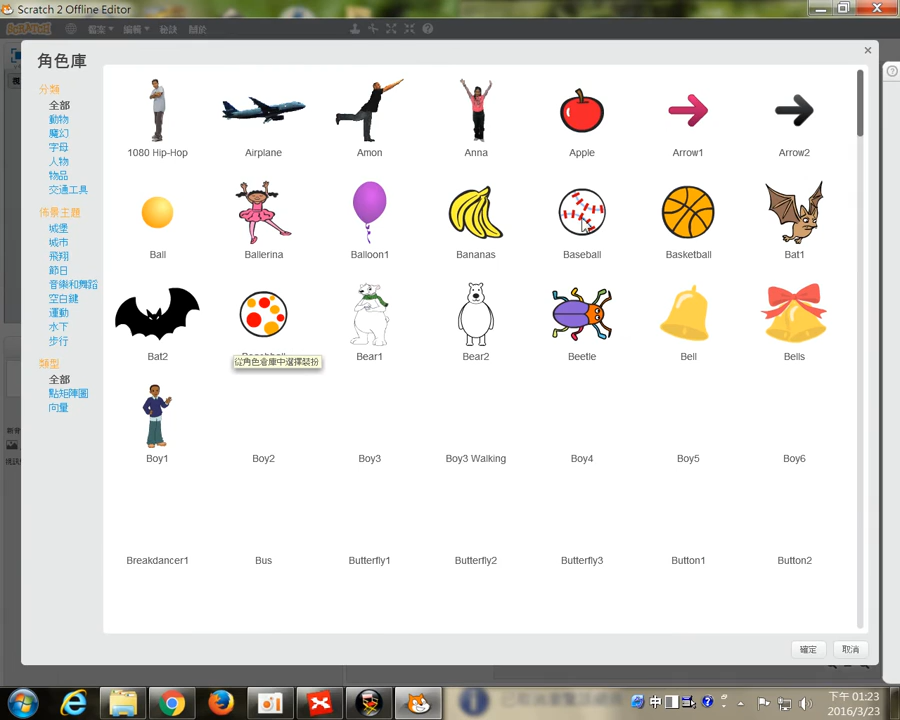 Scratch 2 Offline Editor
SCRATCH 檔案 編輯 秘訣 關於
角色庫
分類
全部
動物
魔幻
字母
人物
物品
交通工具
佈景主題
城堡
城市
飛翔
節日
音樂和舞蹈
空白鍵
運動
水下
步行
類型
全部
點矩陣圖
向量
1080 Hip-Hop Airplane Amon Anna Apple Arrow1 Arrow2
Ball Ballerina Balloon1 Bananas Baseball Basketball Bat1
Bat2 Bear1 Bear2 Beetle Bell Bells
從角色倉庫中選擇裝扮
Boy1 Boy2 Boy3 Boy3 Walking Boy4 Boy5 Boy6
Breakdancer1 Bus Butterfly1 Butterfly2 Butterfly3 Button1 Button2
確定 取消
中
下午 01:23
2016/3/23